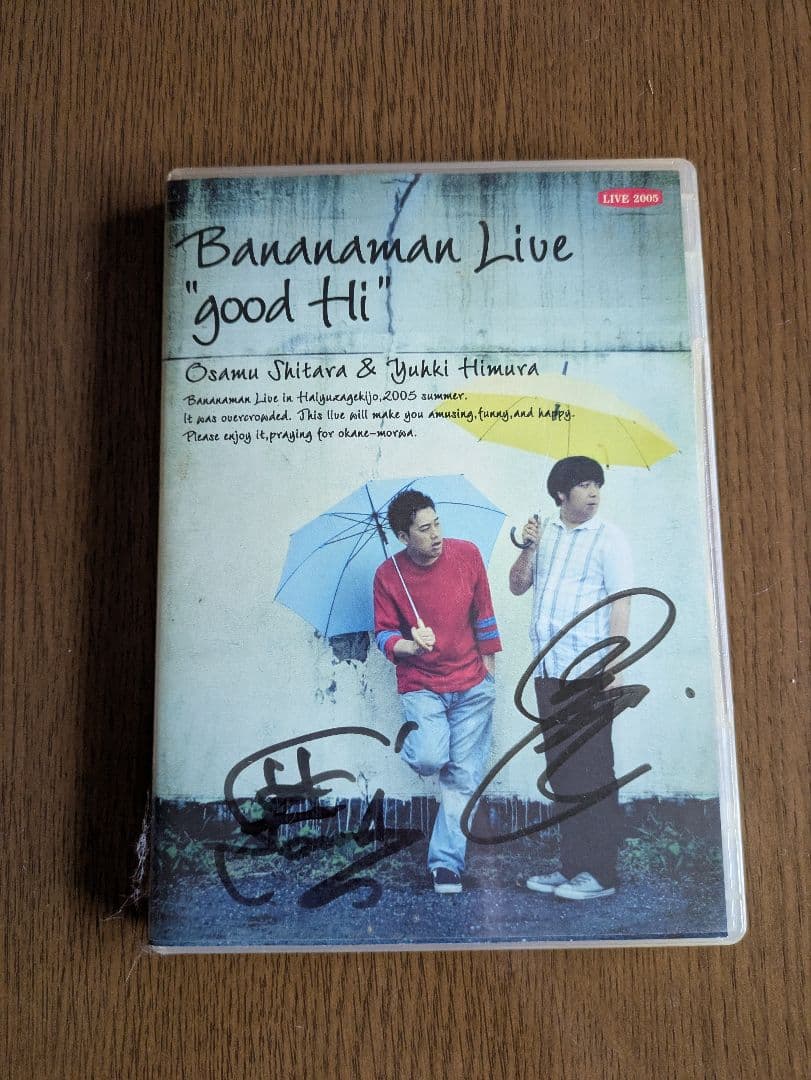 LIVE 2005
Bananaman Live
"good Hi"
Osamu Shitara & Yuhki Himura
Bananaman Live in Haiyuzagekijo,2005 summer.
It was overcrowded. This live will make you amusing,funny,and happy.
Please enjoy it,praying for okane-morwa.